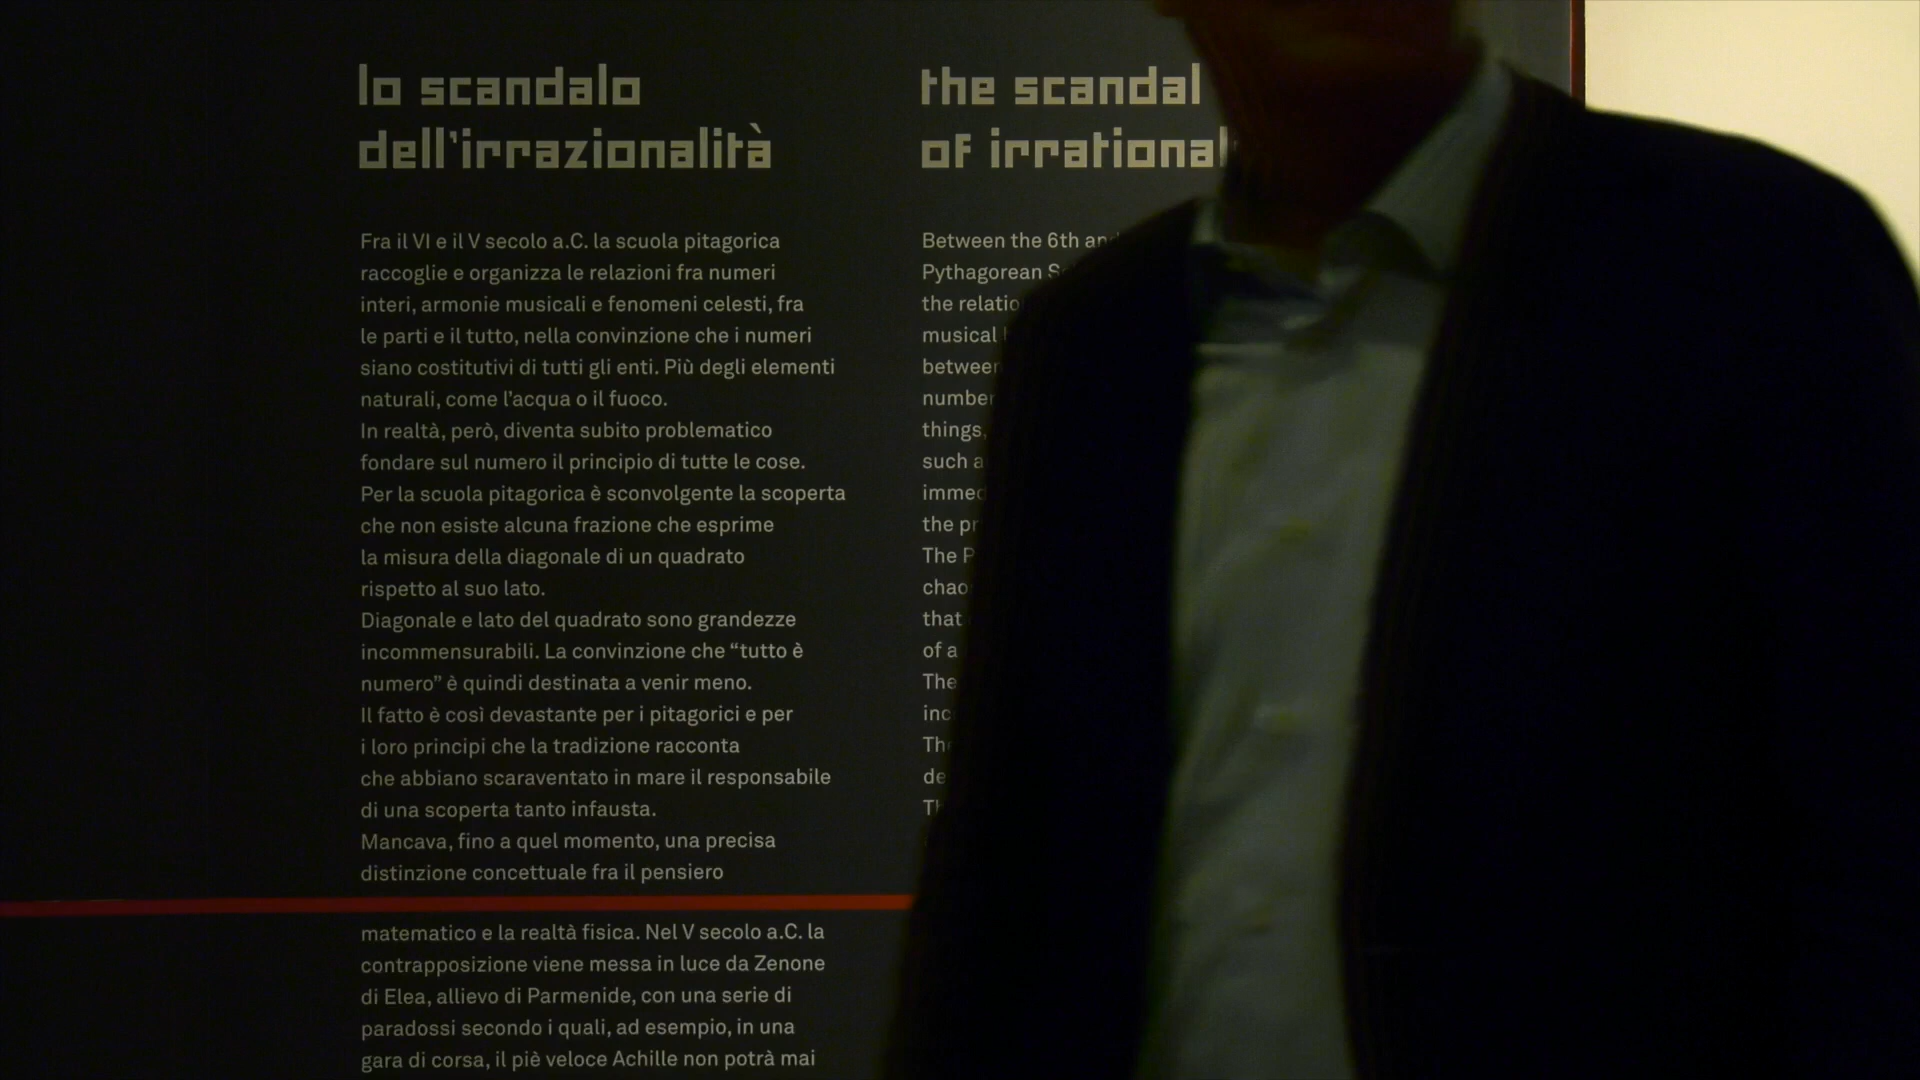 lo scandalo
dell'irrazionalità
Fra il VI e il V secolo a.C. la scuola pitagorica
raccoglie e organizza le relazioni fra numeri
interi, armonie musicali e fenomeni celesti, fra
le parti e il tutto, nella convinzione che i numeri
siano costitutivi di tutti gli enti. Più degli elementi
naturali, come l'acqua o il fuoco.
In realtà, però, diventa subito problematico
fondare sul numero il principio di tutte le cose.
Per la scuola pitagorica è sconvolgente la scoperta
che non esiste alcuna frazione che esprime
la misura della diagonale di un quadrato
rispetto al suo lato.
Diagonale e lato del quadrato sono grandezze
incommensurabili. La convinzione che “tutto è
numero” è quindi destinata a venir meno.
Il fatto è così devastante per i pitagorici e per
i loro principi che la tradizione racconta
che abbiano scaraventato in mare il responsabile
di una scoperta tanto infausta.
Mancava, fino a quel momento, una precisa
distinzione concettuale fra il pensiero
matematico e la realtà fisica. Nel V secolo a.C. la
contrapposizione viene messa in luce da Zenone
di Elea, allievo di Parmenide, con una serie di
paradossi secondo i quali, ad esempio, in una
gara di corsa, il piè veloce Achille non potrà mai
the scandal
of irrational
Between the 6th
Pythagorean
the
musical
between
number
things,
such
the
The
that
of a
The